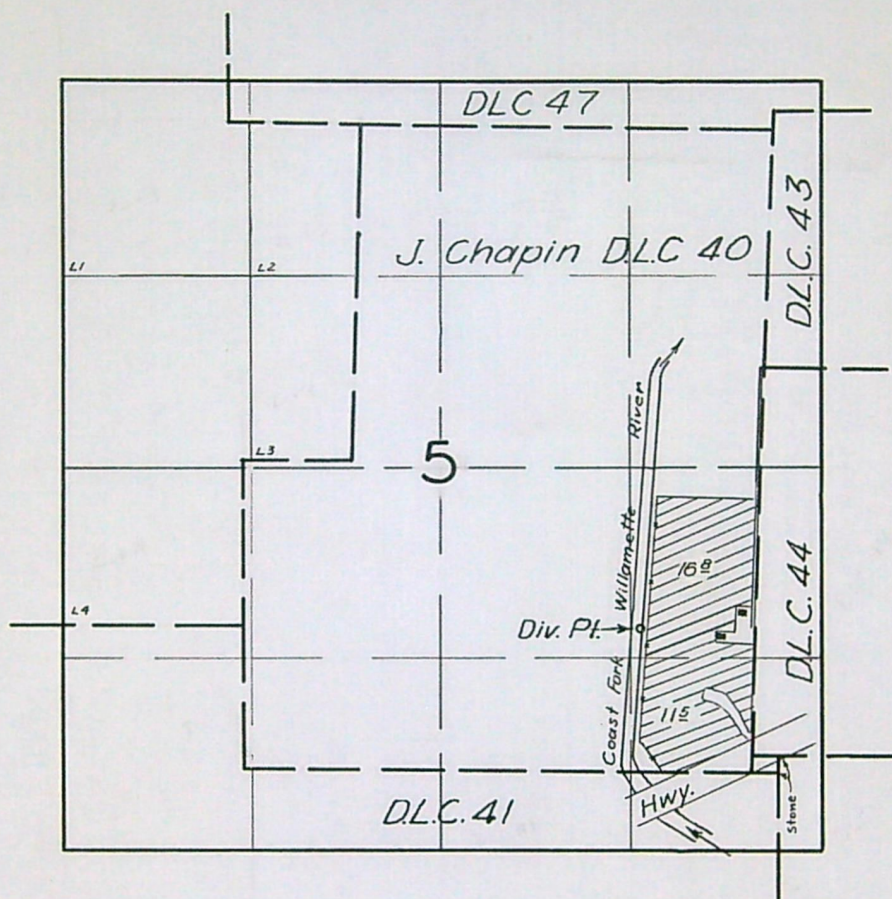 DLC 47
D.L.C. 43
J. Chapin D.L.C 40
L1
L2
L3
5
Coast Fork Willamette River
16.8
L4
Div. Pt.
D.L.C. 44
11.5
D.L.C. 41
Hwy.
Stone